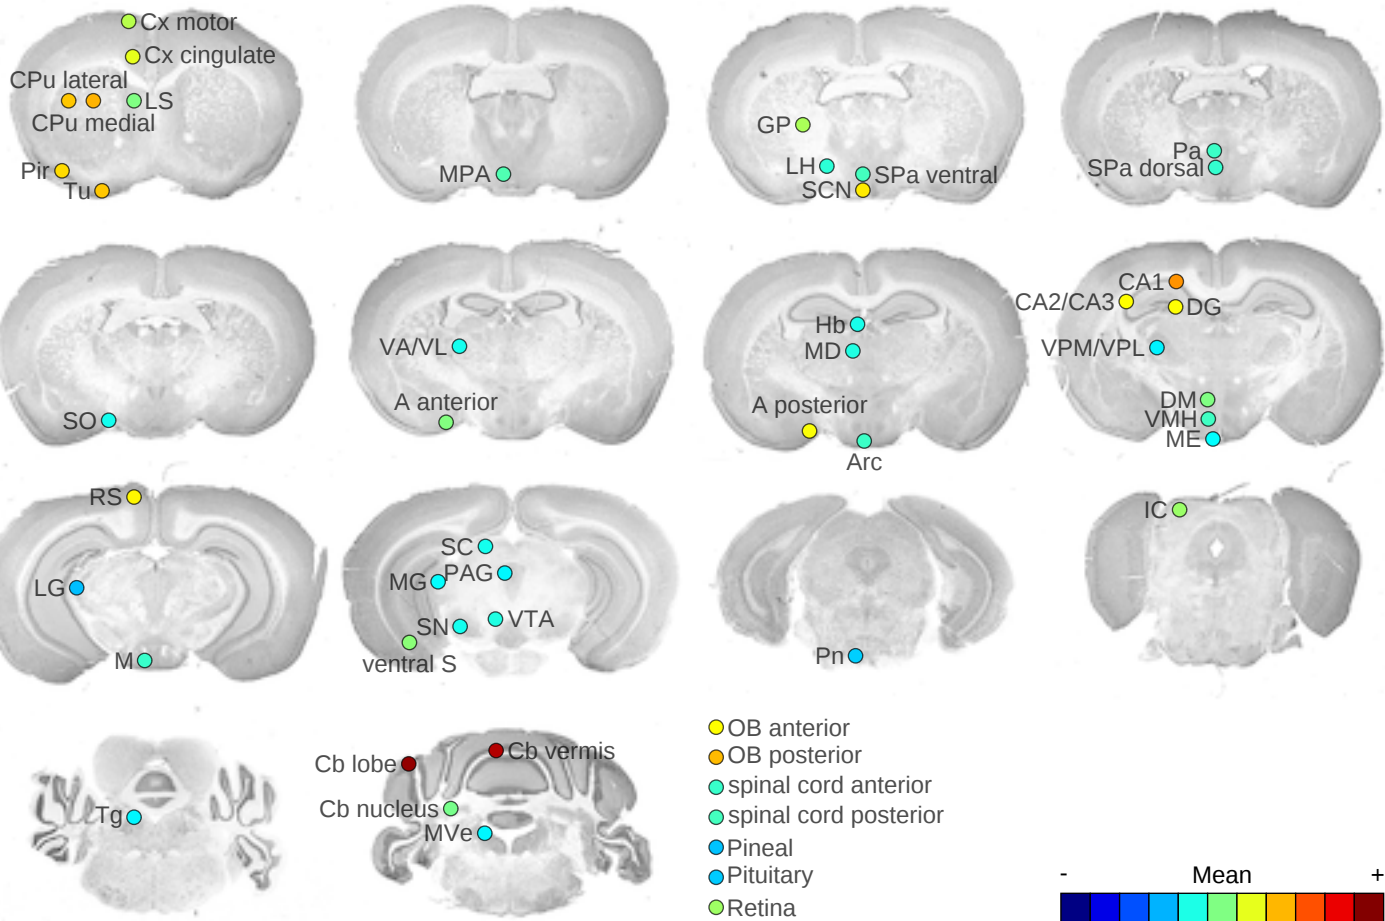 Cx motor
Cx cingulate
CPu lateral
LS
CPu medial
Pir
Tu
MPA
GP
LH
SPa ventral
SCN
Pa
SPa dorsal
SO
VA/VL
A anterior
Hb
MD
A posterior
Arc
CA1
CA2/CA3
DG
VPM/VPL
DM
VMH
ME
RS
LG
M
SC
MG
PAG
SN
VTA
ventral S
Pn
IC
Tg
Cb lobe
Cb vermis
Cb nucleus
MVe
OB anterior
OB posterior
spinal cord anterior
spinal cord posterior
Pineal
Pituitary
Retina
- Mean +